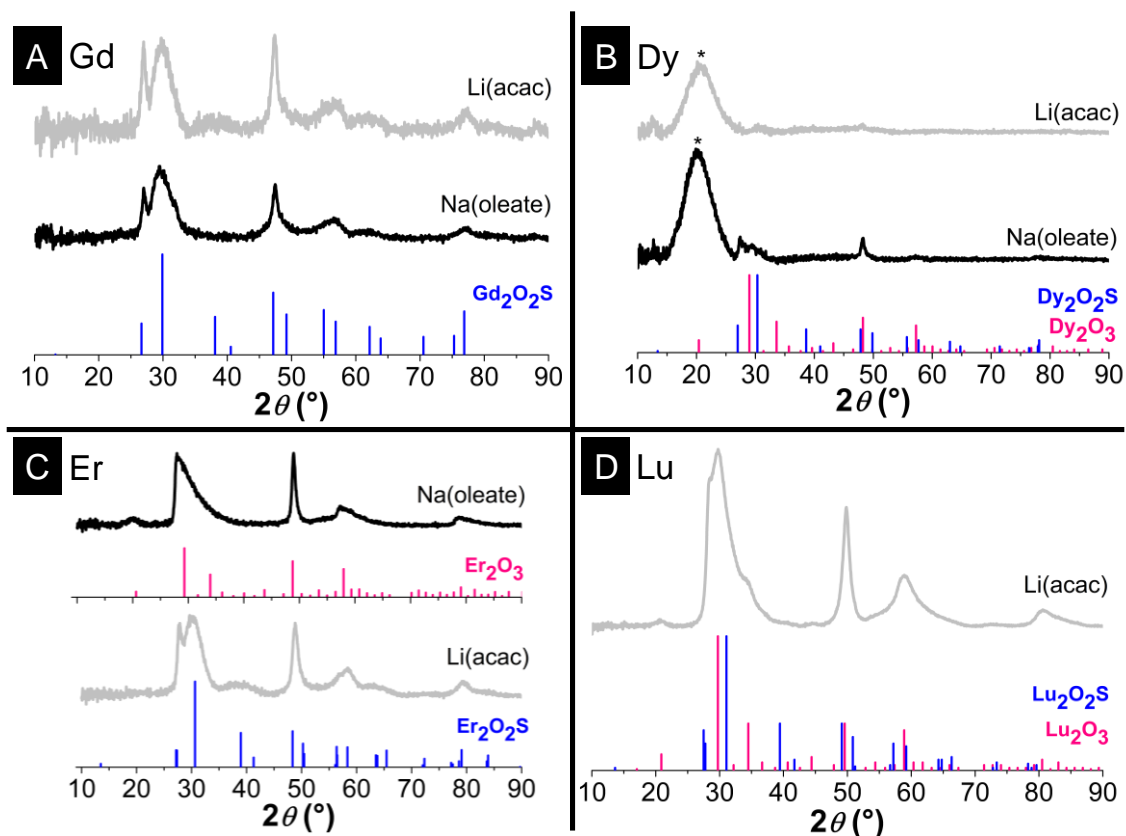 A Gd
Li(acac)
Na(oleate)
Gd2O2S
10 20 30 40 50 60 70 80 90
2θ (°)
B Dy
*
Li(acac)
*
Na(oleate)
Dy2O2S
Dy2O3
10 20 30 40 50 60 70 80 90
2θ (°)
C Er
Na(oleate)
Er2O3
Li(acac)
Er2O2S
10 20 30 40 50 60 70 80 90
2θ (°)
D Lu
Li(acac)
Lu2O2S
Lu2O3
10 20 30 40 50 60 70 80 90
2θ (°)